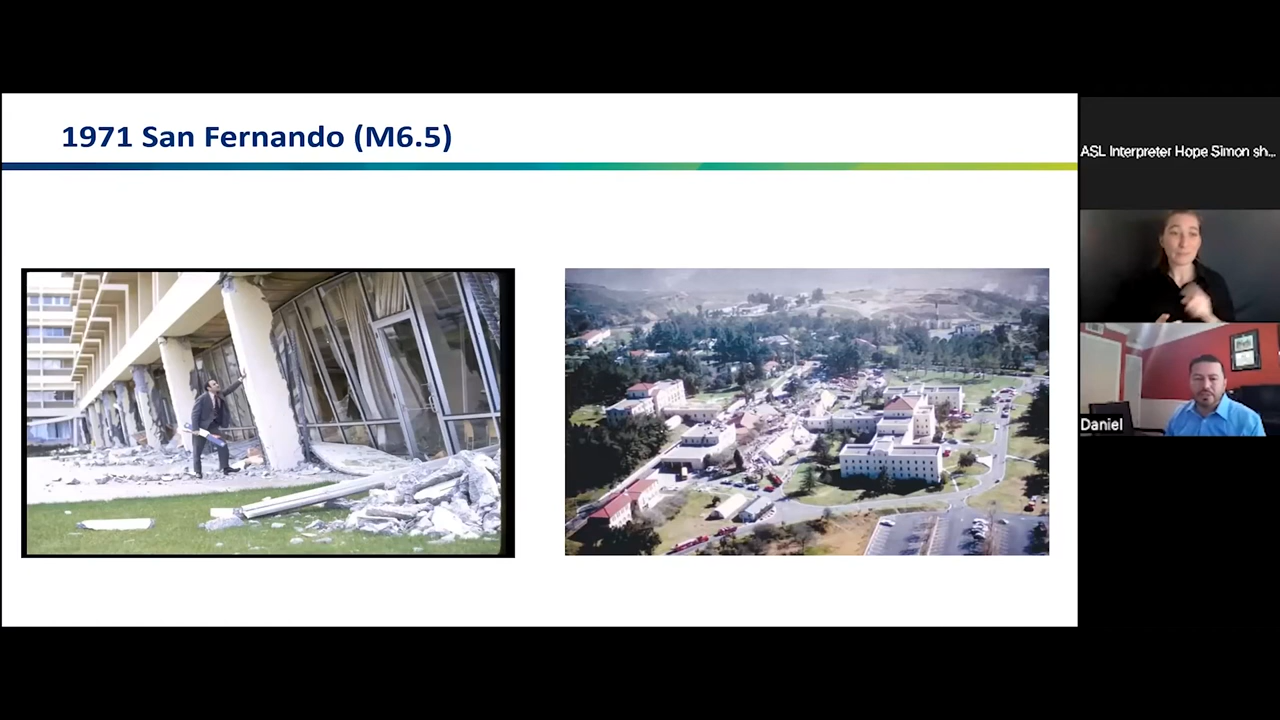 1971 San Fernando (M6.5)
ASL Interpreter Hope Simon sh...
Daniel